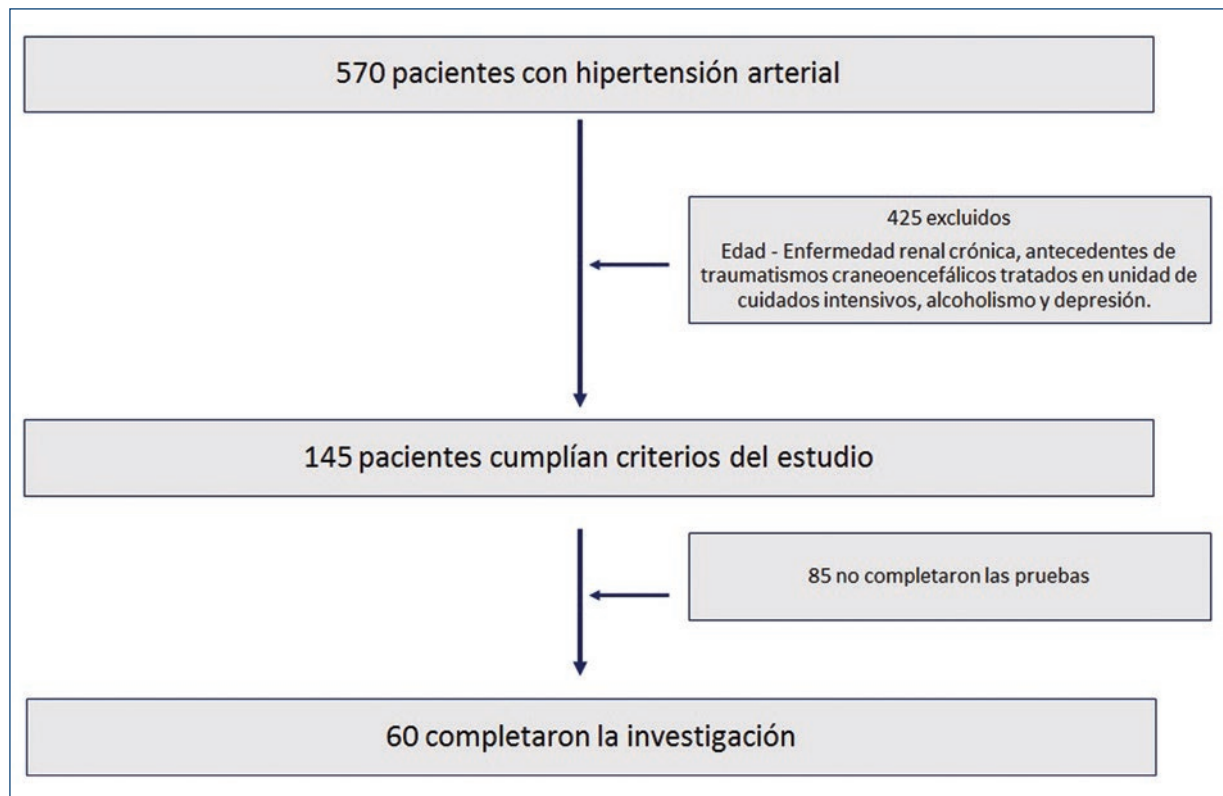 570 pacientes con hipertensión arterial
425 excluidos
Edad - Enfermedad renal crónica, antecedentes de
traumatismos craneoencefálicos tratados en unidad de
cuidados intensivos, alcoholismo y depresión.
145 pacientes cumplían criterios del estudio
85 no completaron las pruebas
60 completaron la investigación